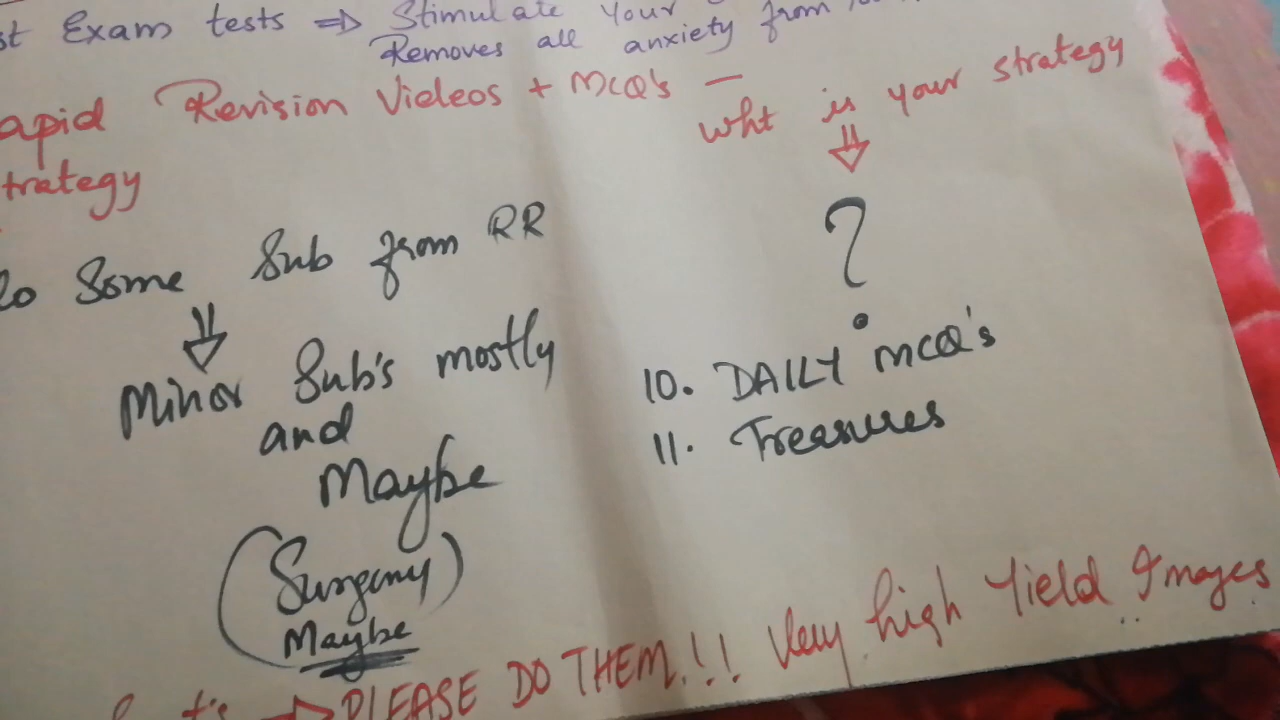 st Exam tests ⇒ Stimulate Your
Removes all anxiety from
apid Revision Videos + MCQ's —
trategy
Wht is your strategy
⇓
?
Some Sub from RR
⇓
Minor Sub's mostly
and
Maybe
(Surgery)
Maybe
10. DAILY MCQ's
11. Treasures
⇒ PLEASE DO THEM!! Very high Yield Images